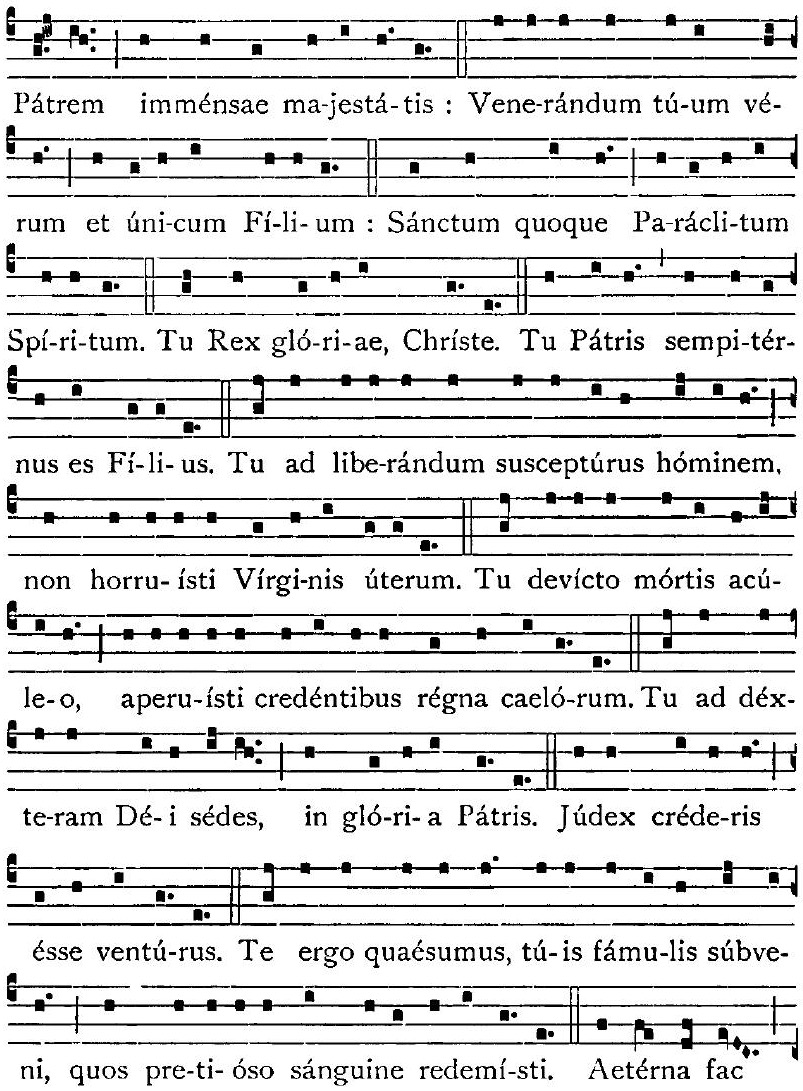 Pátrem imménsae ma-jestá-tis : Vene-rándum tú-um vé-
rum et úni-cum Fí-li-um : Sánctum quoque Pa-rácli-tum
Spí-ri-tum. Tu Rex gló-ri-ae, Chríste. Tu Pátris sempi-tér-
nus es Fí-li-us. Tu ad libe-rándum susceptúrus hóminem,
non horru-ísti Vírgi-nis úterum. Tu devícto mórtis acú-
le-o, aperu-ísti credéntibus régna caeló-rum. Tu ad déx-
te-ram Dé-i sédes, in gló-ri-a Pátris. Júdex créde-ris
ésse ventú-rus. Te ergo quaésumus, tú-is fámu-lis súbve-
ni, quos pre-ti-óso sánguine redemí-sti. Aetérna fac